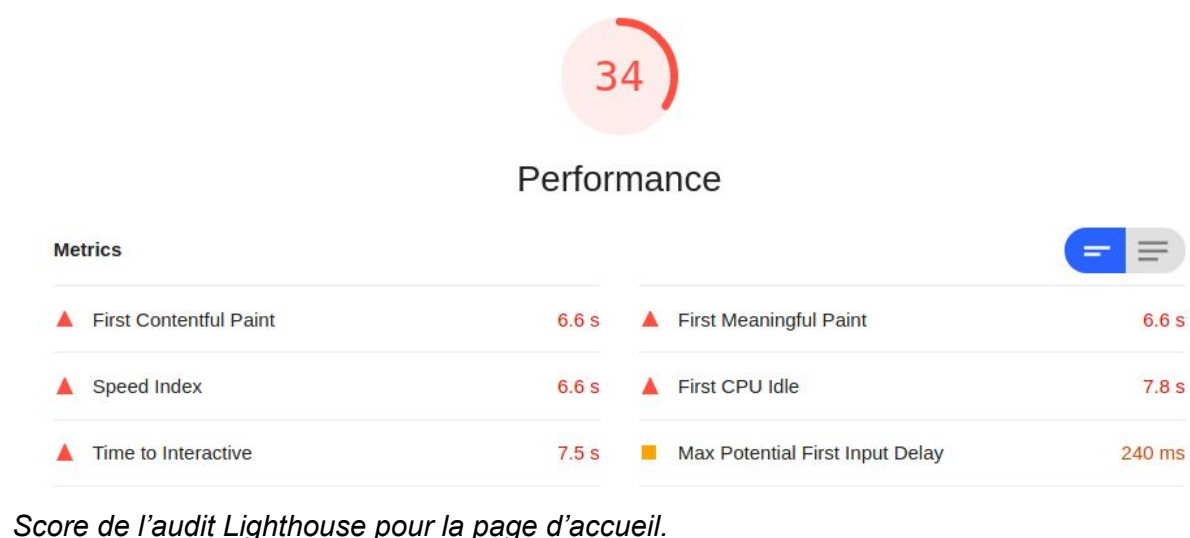 34
Performance
Metrics
First Contentful Paint 6.6 s
First Meaningful Paint 6.6 s
Speed Index 6.6 s
First CPU Idle 7.8 s
Time to Interactive 7.5 s
Max Potential First Input Delay 240 ms
Score de l’audit Lighthouse pour la page d’accueil.